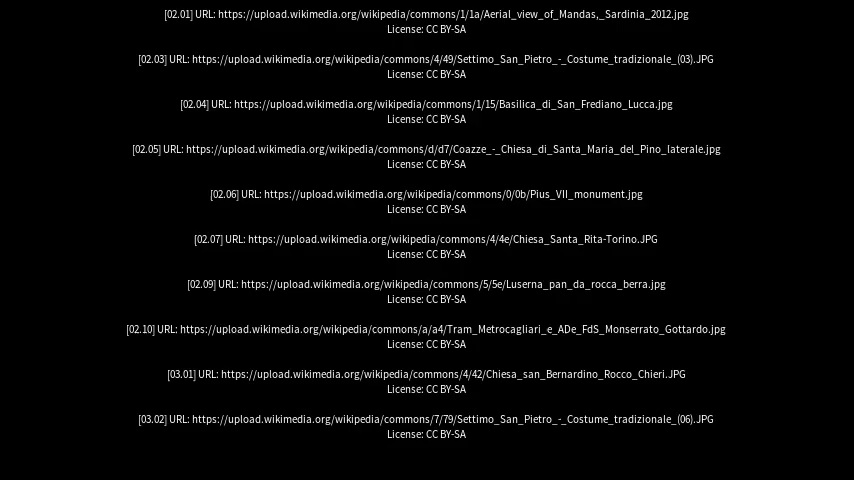 [02.01] URL: https://upload.wikimedia.org/wikipedia/commons/1/1a/Aerial_view_of_Mandas,_Sardinia_2012.jpg
License: CC BY-SA
[02.03] URL: https://upload.wikimedia.org/wikipedia/commons/4/49/Settimo_San_Pietro_-_Costume_tradizionale_(03).JPG
License: CC BY-SA
[02.04] URL: https://upload.wikimedia.org/wikipedia/commons/1/15/Basilica_di_San_Frediano_Lucca.jpg
License: CC BY-SA
[02.05] URL: https://upload.wikimedia.org/wikipedia/commons/d/d7/Coazze_-_Chiesa_di_Santa_Maria_del_Pino_laterale.jpg
License: CC BY-SA
[02.06] URL: https://upload.wikimedia.org/wikipedia/commons/0/0b/Pius_VII_monument.jpg
License: CC BY-SA
[02.07] URL: https://upload.wikimedia.org/wikipedia/commons/4/4e/Chiesa_Santa_Rita-Torino.JPG
License: CC BY-SA
[02.09] URL: https://upload.wikimedia.org/wikipedia/commons/5/5e/Luserna_pan_da_rocca_berra.jpg
License: CC BY-SA
[02.10] URL: https://upload.wikimedia.org/wikipedia/commons/a/a4/Tram_Metrocagliari_e_ADe_FdS_Monserrato_Gottardo.jpg
License: CC BY-SA
[03.01] URL: https://upload.wikimedia.org/wikipedia/commons/4/42/Chiesa_san_Bernardino_Rocco_Chieri.JPG
License: CC BY-SA
[03.02] URL: https://upload.wikimedia.org/wikipedia/commons/7/79/Settimo_San_Pietro_-_Costume_tradizionale_(06).JPG
License: CC BY-SA